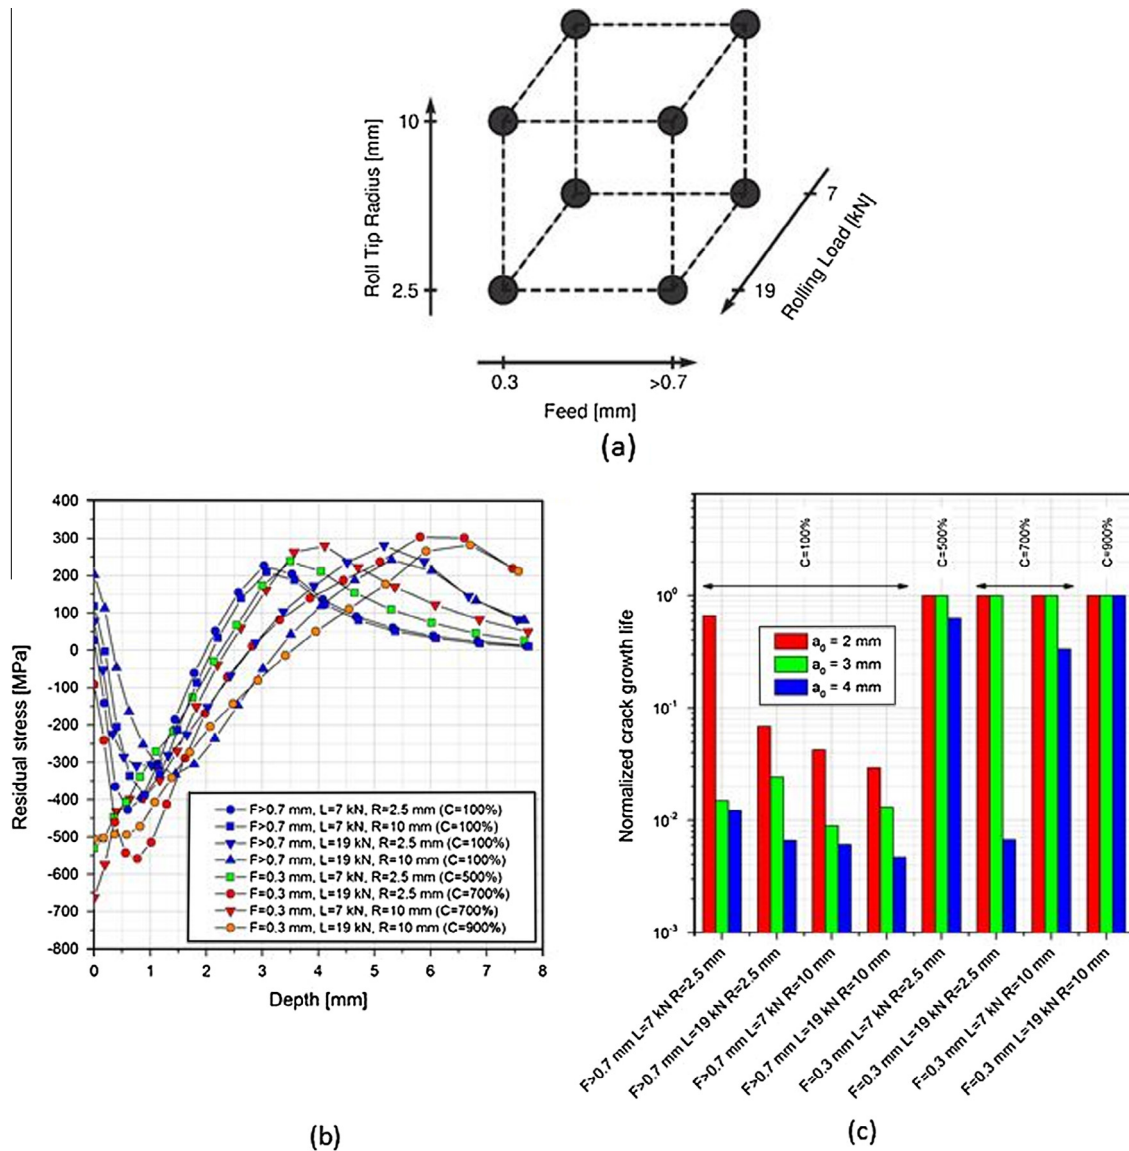 10
2.5
Roll Tip Radius [mm]
7
19
Rolling Load [kN]
0.3
>0.7
Feed [mm]
(a)
400
300
200
100
0
-100
-200
-300
-400
-500
-600
-700
-800
Residual stress [MPa]
F>0.7 mm, L=7 kN, R=2.5 mm (C=100%)
F>0.7 mm, L=7 kN, R=10 mm (C=100%)
F>0.7 mm, L=19 kN, R=2.5 mm (C=100%)
F>0.7 mm, L=19 kN, R=10 mm (C=100%)
F=0.3 mm, L=7 kN, R=2.5 mm (C=500%)
F=0.3 mm, L=19 kN, R=2.5 mm (C=700%)
F=0.3 mm, L=7 kN, R=10 mm (C=700%)
F=0.3 mm, L=19 kN, R=10 mm (C=900%)
0 1 2 3 4 5 6 7 8
Depth [mm]
(b)
C=100%
C=500%
C=700%
C=900%
10⁰
10⁻¹
10⁻²
10⁻³
Normalized crack growth life
a₀ = 2 mm
a₀ = 3 mm
a₀ = 4 mm
F>0.7 mm L=7 kN R=2.5 mm
F>0.7 mm L=19 kN R=2.5 mm
F>0.7 mm L=7 kN R=10 mm
F>0.7 mm L=19 kN R=10 mm
F=0.3 mm L=7 kN R=2.5 mm
F=0.3 mm L=19 kN R=2.5 mm
F=0.3 mm L=7 kN R=10 mm
F=0.3 mm L=19 kN R=10 mm
(c)